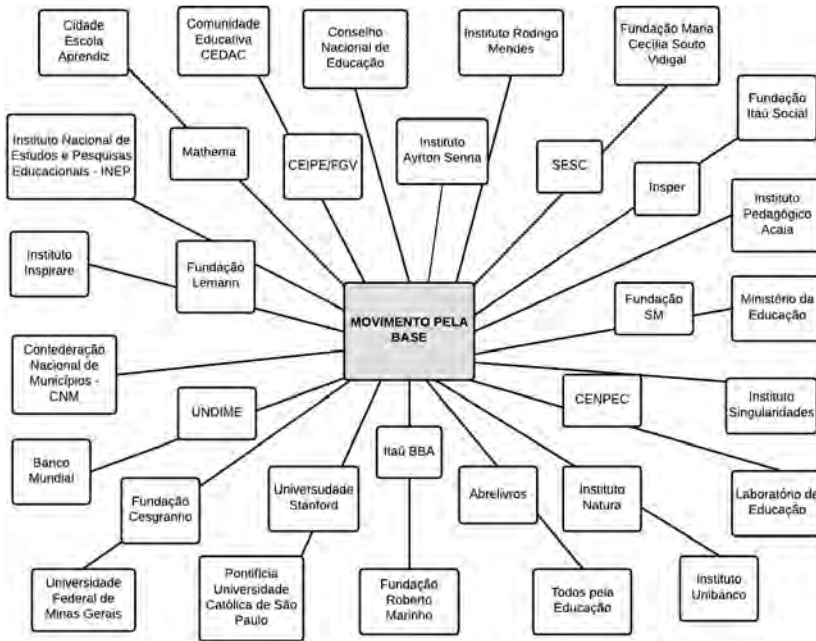 Cidade
Escola
Aprendiz
Comunidade
Educativa
CEDAC
Conselho
Nacional de
Educação
Instituto Rodrigo
Mendes
Fundação Maria
Cecilia Souto
Vidigal
Fundação
Itaú Social
Instituto Nacional de
Estudos e Pesquisas
Educacionais - INEP
Mathema
CEIPE/FGV
Instituto
Ayrton Senna
SESC
Insper
Instituto
Pedagógico
Acaia
Instituto
Inspirare
Fundação
Lemann
MOVIMENTO PELA
BASE
Fundação
SM
Ministério da
Educação
Confederação
Nacional de
Municípios -
CNM
UNDIME
Itaú BBA
CENPEC
Instituto
Singularidades
Banco
Mundial
Fundação
Cesgranrio
Universudade
Stanford
Abrelivros
Instituto
Natura
Laboratório de
Educação
Universidade
Federal de
Minas Gerais
Pontifícia
Universidade
Católica de São
Paulo
Fundação
Roberto
Marinho
Todos pela
Educação
Instituto
Unibanco